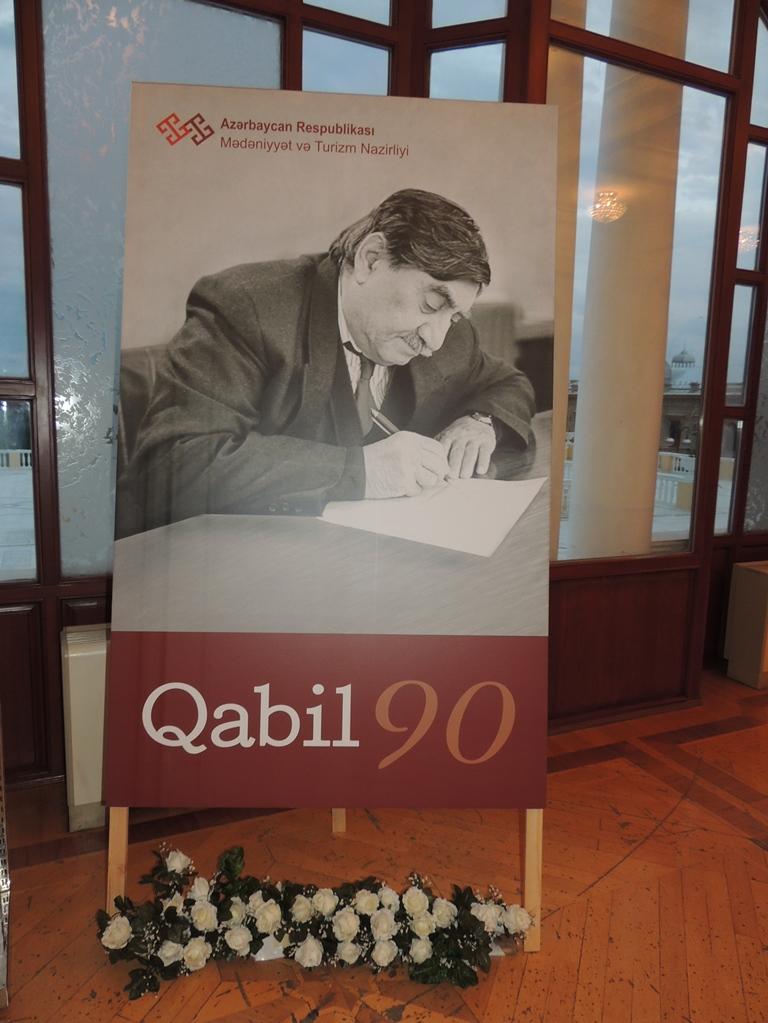 Azərbaycan Respublikası
Mədəniyyət və Turizm Nazirliyi
Qabil 90